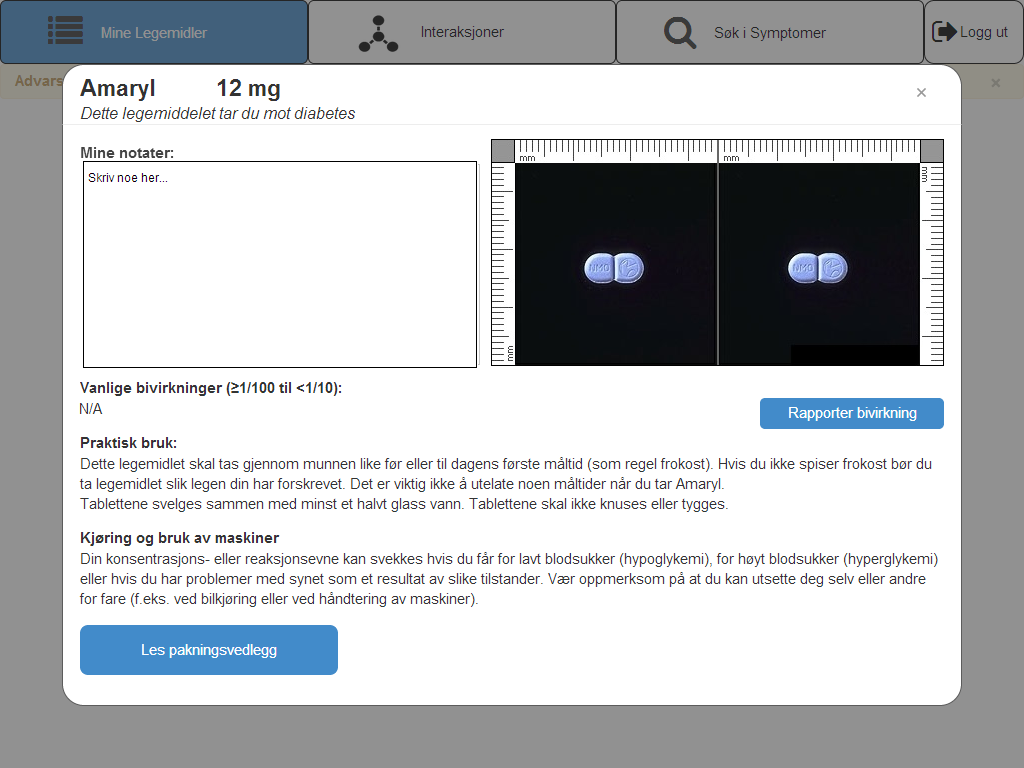 Mine Legemidler
Interaksjoner
Søk i Symptomer
Logg ut
Advars
×
Amaryl 12 mg
×
Dette legemiddelet tar du mot diabetes
Mine notater:
Skriv noe her...
mm
mm
mm
mm
NMO
NMO
Vanlige bivirkninger (≥1/100 til <1/10):
N/A
Rapporter bivirkning
Praktisk bruk:
Dette legemidlet skal tas gjennom munnen like før eller til dagens første måltid (som regel frokost). Hvis du ikke spiser frokost bør du
ta legemidlet slik legen din har forskrevet. Det er viktig ikke å utelate noen måltider når du tar Amaryl.
Tablettene svelges sammen med minst et halvt glass vann. Tablettene skal ikke knuses eller tygges.
Kjøring og bruk av maskiner
Din konsentrasjons- eller reaksjonsevne kan svekkes hvis du får for lavt blodsukker (hypoglykemi), for høyt blodsukker (hyperglykemi)
eller hvis du har problemer med synet som et resultat av slike tilstander. Vær oppmerksom på at du kan utsette deg selv eller andre
for fare (f.eks. ved bilkjøring eller ved håndtering av maskiner).
Les pakningsvedlegg